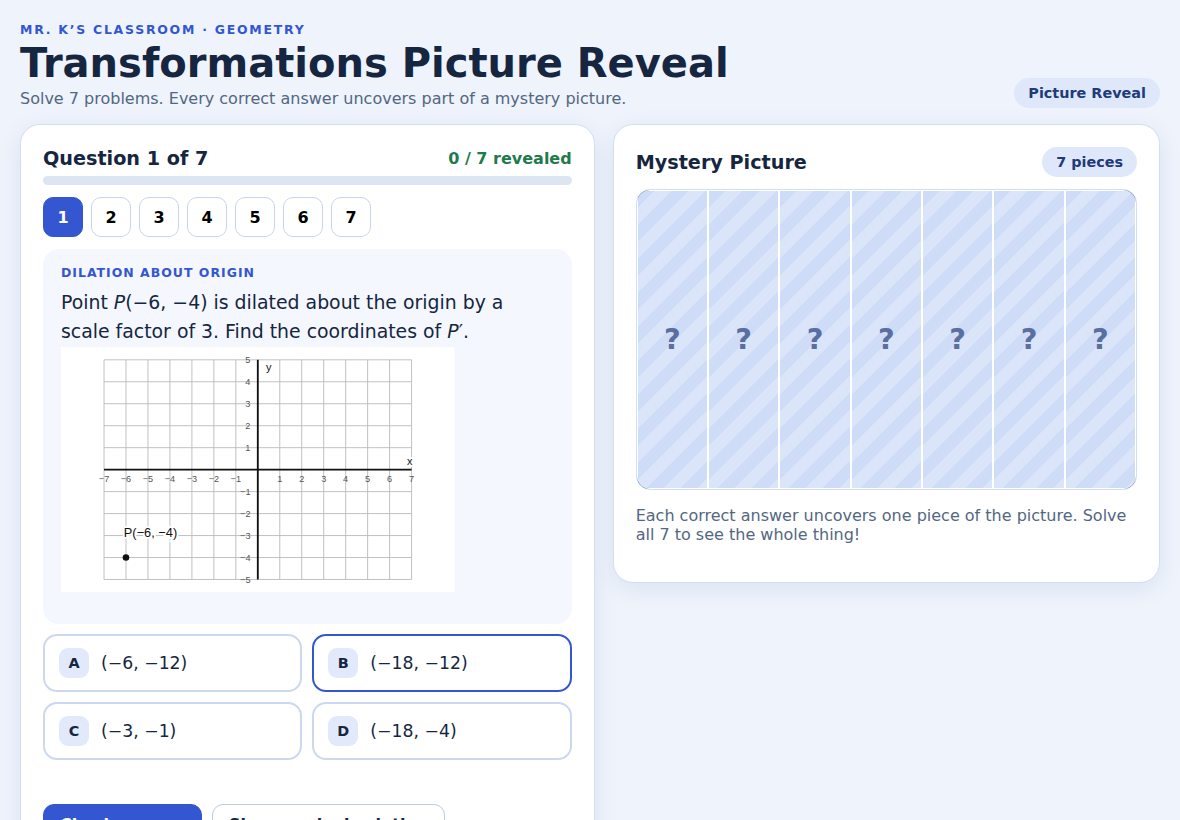 MR. K’S CLASSROOM · GEOMETRY
Transformations Picture Reveal
Solve 7 problems. Every correct answer uncovers part of a mystery picture.
Picture Reveal
Question 1 of 7
0 / 7 revealed
1 2 3 4 5 6 7
DILATION ABOUT ORIGIN
Point P(−6, −4) is dilated about the origin by a
scale factor of 3. Find the coordinates of P′.
5
y
4
3
2
1
x
−7 −6 −5 −4 −3 −2 −1 1 2 3 4 5 6 7
−1
−2
P(−6, −4)
−3
−4
−5
A (−6, −12)
B (−18, −12)
C (−3, −1)
D (−18, −4)
Mystery Picture
7 pieces
? ? ? ? ? ? ?
Each correct answer uncovers one piece of the picture. Solve
all 7 to see the whole thing!